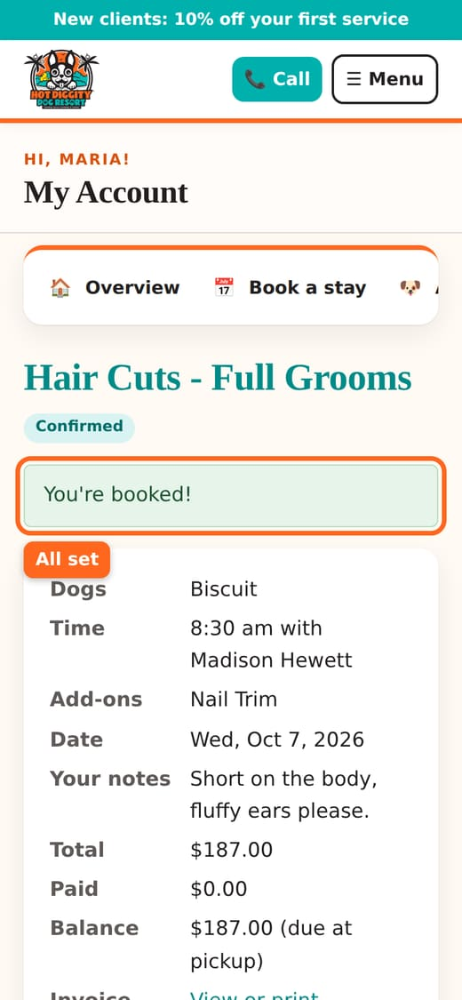 New clients: 10% off your first service
HOT DIGGITY
DOG RESORT
📞 Call
☰ Menu
HI, MARIA!
My Account
🏠 Overview
📅 Book a stay
🐶
Hair Cuts - Full Grooms
Confirmed
You're booked!
All set
Dogs Biscuit
Time 8:30 am with
Madison Hewett
Add-ons Nail Trim
Date Wed, Oct 7, 2026
Your notes Short on the body,
fluffy ears please.
Total $187.00
Paid $0.00
Balance $187.00 (due at
pickup)
Invoice View or print